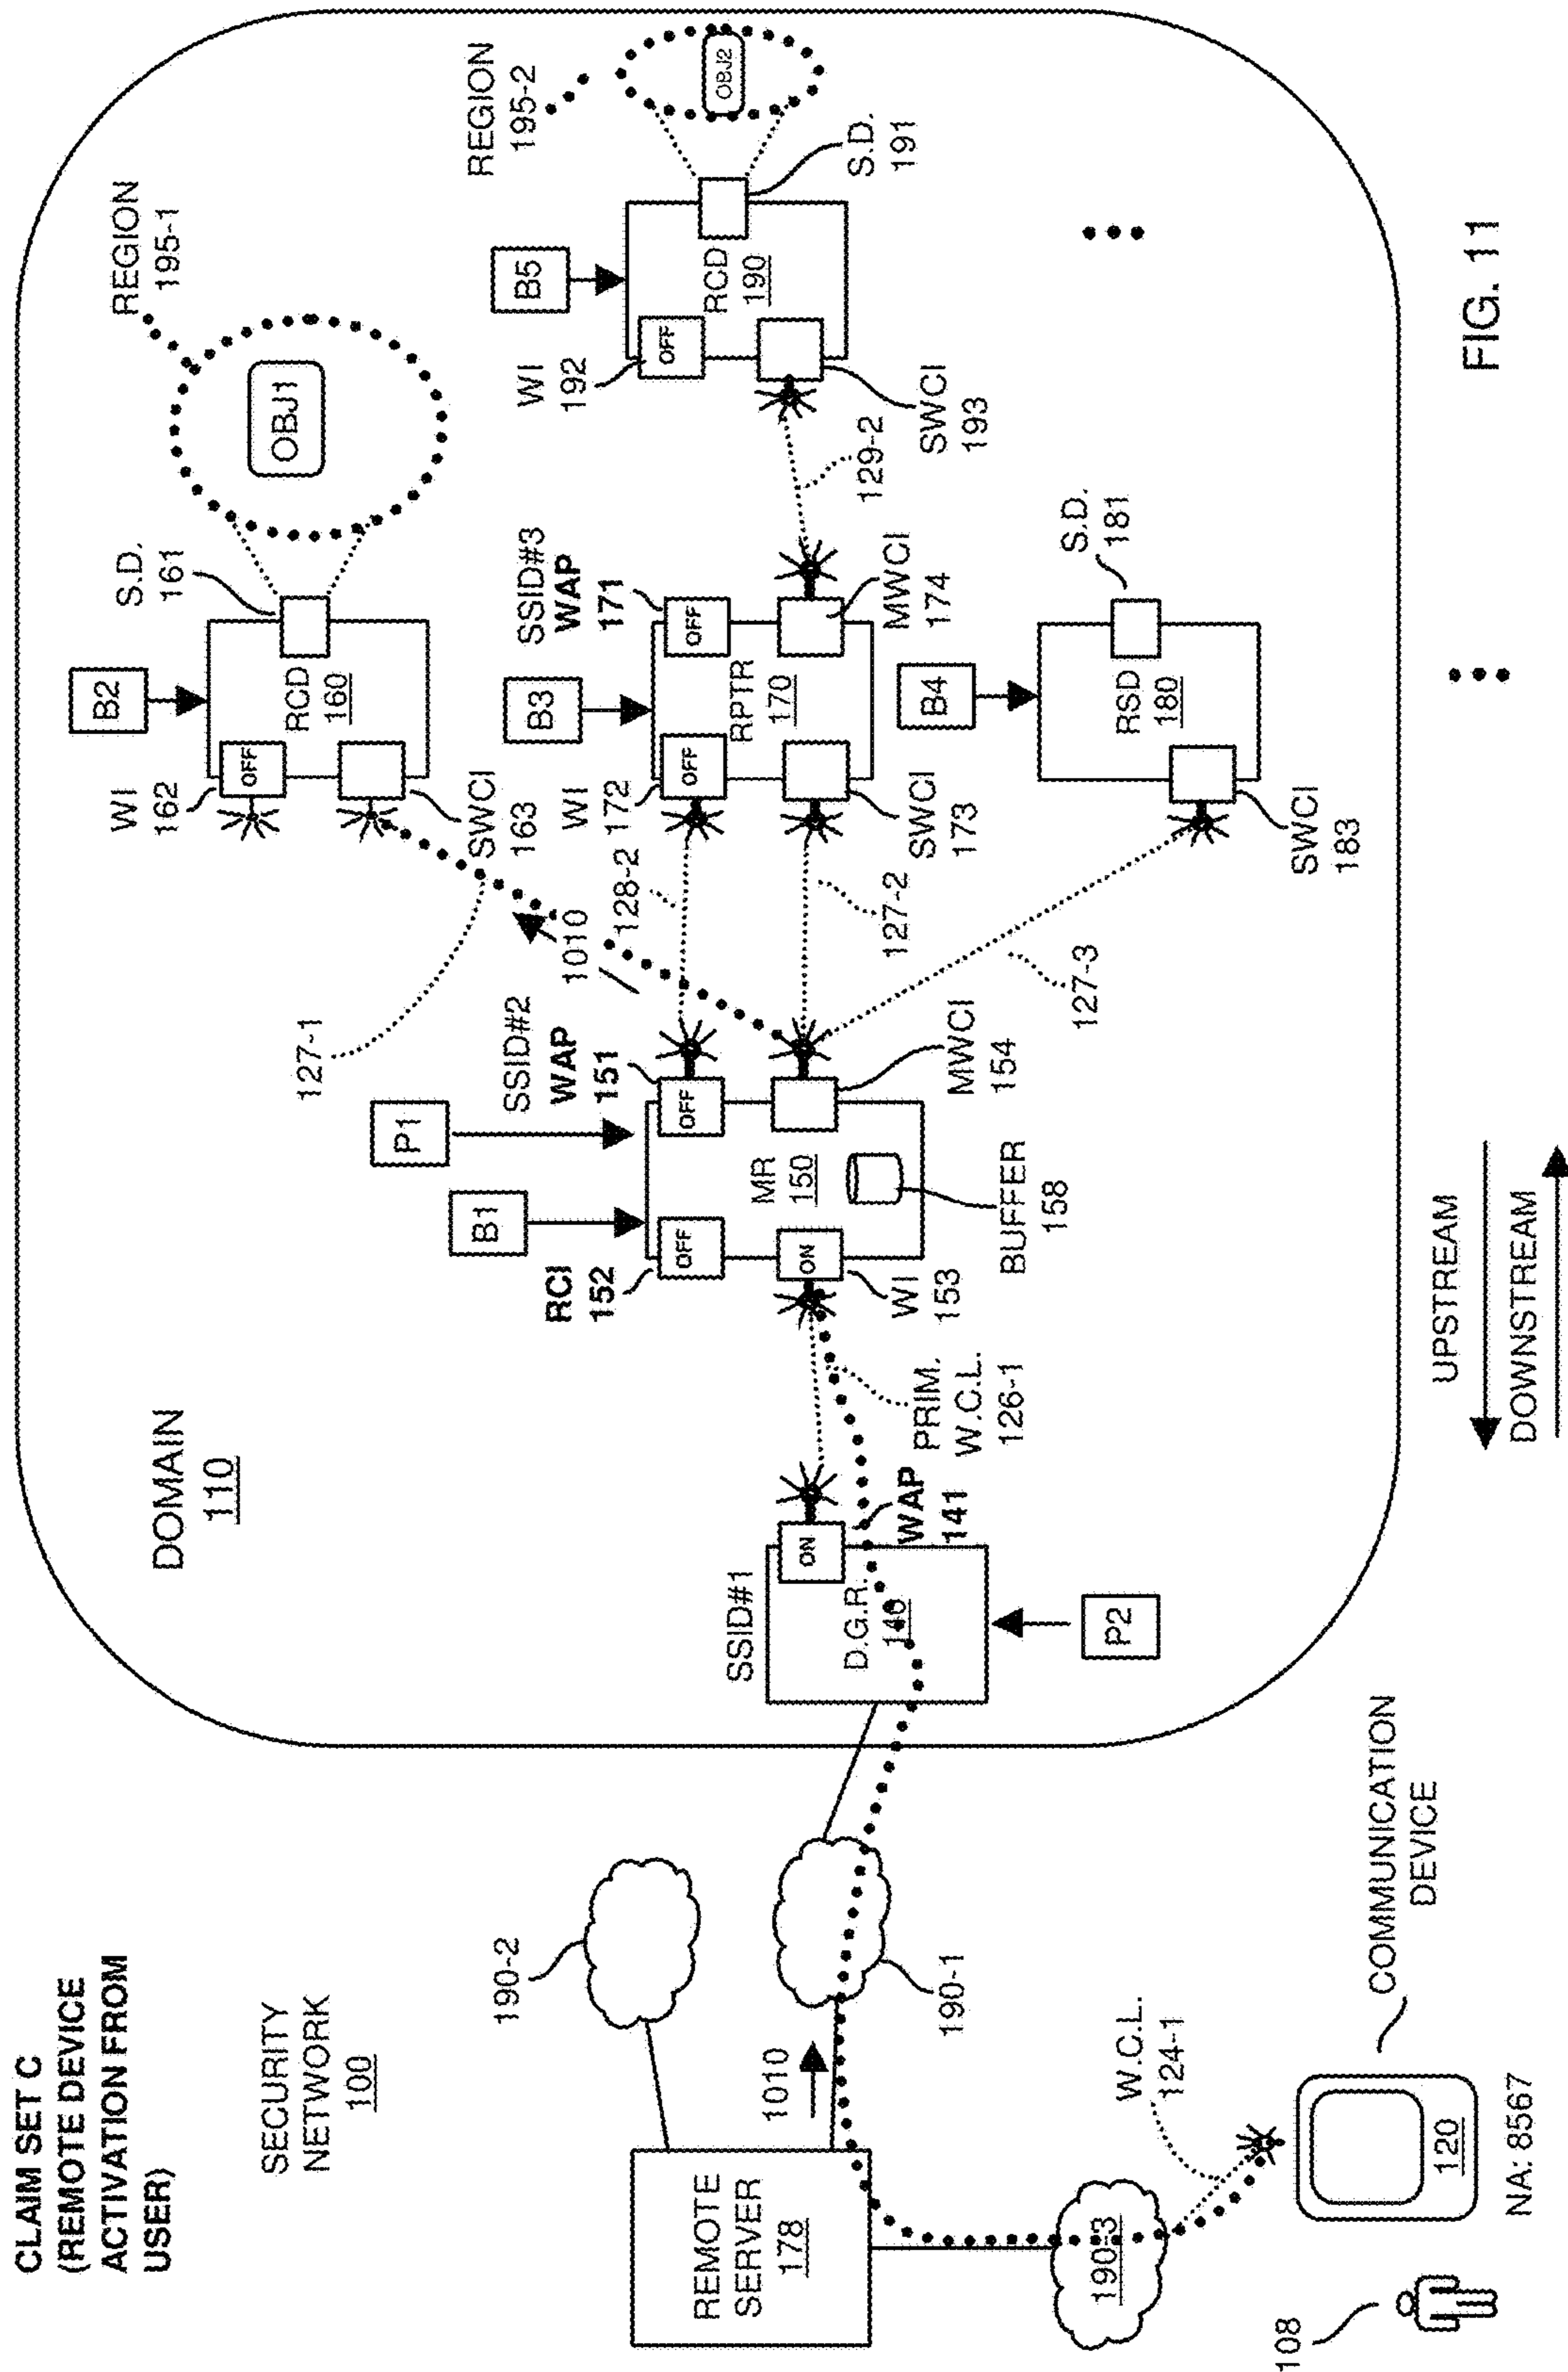 CLAIM SET C
(REMOTE DEVICE
ACTIVATION FROM
USER)
SECURITY
NETWORK
100
190-2
190-1
REMOTE
SERVER
178
1010
190-3
W.C.L.
124-1
COMMUNICATION
DEVICE
120
NA: 8567
108
DOMAIN
110
SSID#1
D.G.R.
140
ON
WAP
141
P2
PRIM.
W.C.L.
126-1
B1
P1
RCI
152
OFF
SSID#2
WAP
151
OFF
MR
150
ON
WI
153
BUFFER
158
MWCI
154
127-1
1010
128-2
127-2
127-3
B2
WI
162
OFF
RCD
160
SWCI
163
S.D.
161
OBJ1
REGION
195-1
B3
WI
172
OFF
RPTR
170
SSID#3
WAP
171
OFF
SWCI
173
MWCI
174
129-2
B4
RSD
180
S.D.
181
SWCI
183
B5
WI
192
OFF
RCD
190
SWCI
193
S.D.
191
OBJ2
REGION
195-2
UPSTREAM
DOWNSTREAM
FIG. 11